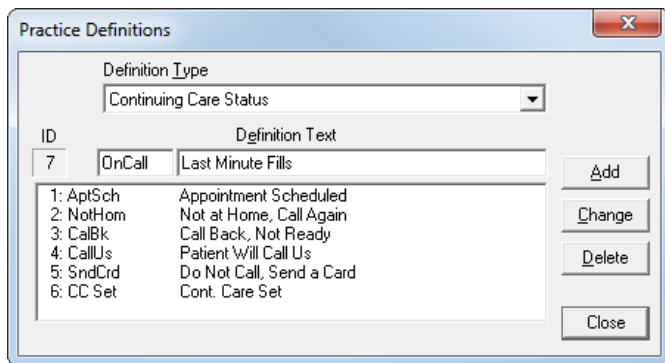 Practice Definitions
Definition Type
Continuing Care Status
ID Definition Text
7 OnCall Last Minute Fills
1: AptSch Appointment Scheduled
2: NotHom Not at Home, Call Again
3: CalBk Call Back, Not Ready
4: CallUs Patient Will Call Us
5: SndCrd Do Not Call, Send a Card
6: CC Set Cont. Care Set
Add
Change
Delete
Close